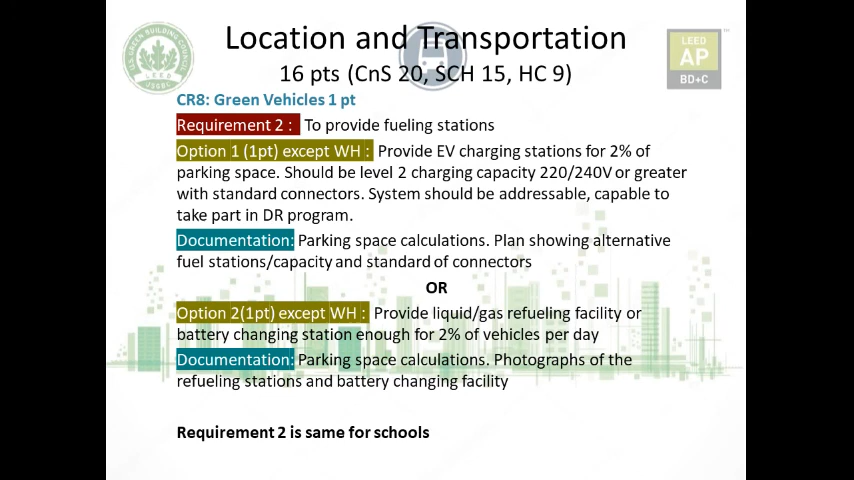 Location and Transportation
16 pts (CnS 20, SCH 15, HC 9)
U.S GREEN BUILDING COUNCIL
LEED
USGBC
LEED
AP
BD+C
TM
CR8: Green Vehicles 1 pt
Requirement 2 : To provide fueling stations
Option 1 (1pt) except WH : Provide EV charging stations for 2% of
parking space. Should be level 2 charging capacity 220/240V or greater
with standard connectors. System should be addressable, capable to
take part in DR program.
Documentation: Parking space calculations. Plan showing alternative
fuel stations/capacity and standard of connectors
OR
Option 2(1pt) except WH : Provide liquid/gas refueling facility or
battery changing station enough for 2% of vehicles per day
Documentation: Parking space calculations. Photographs of the
refueling stations and battery changing facility
Requirement 2 is same for schools